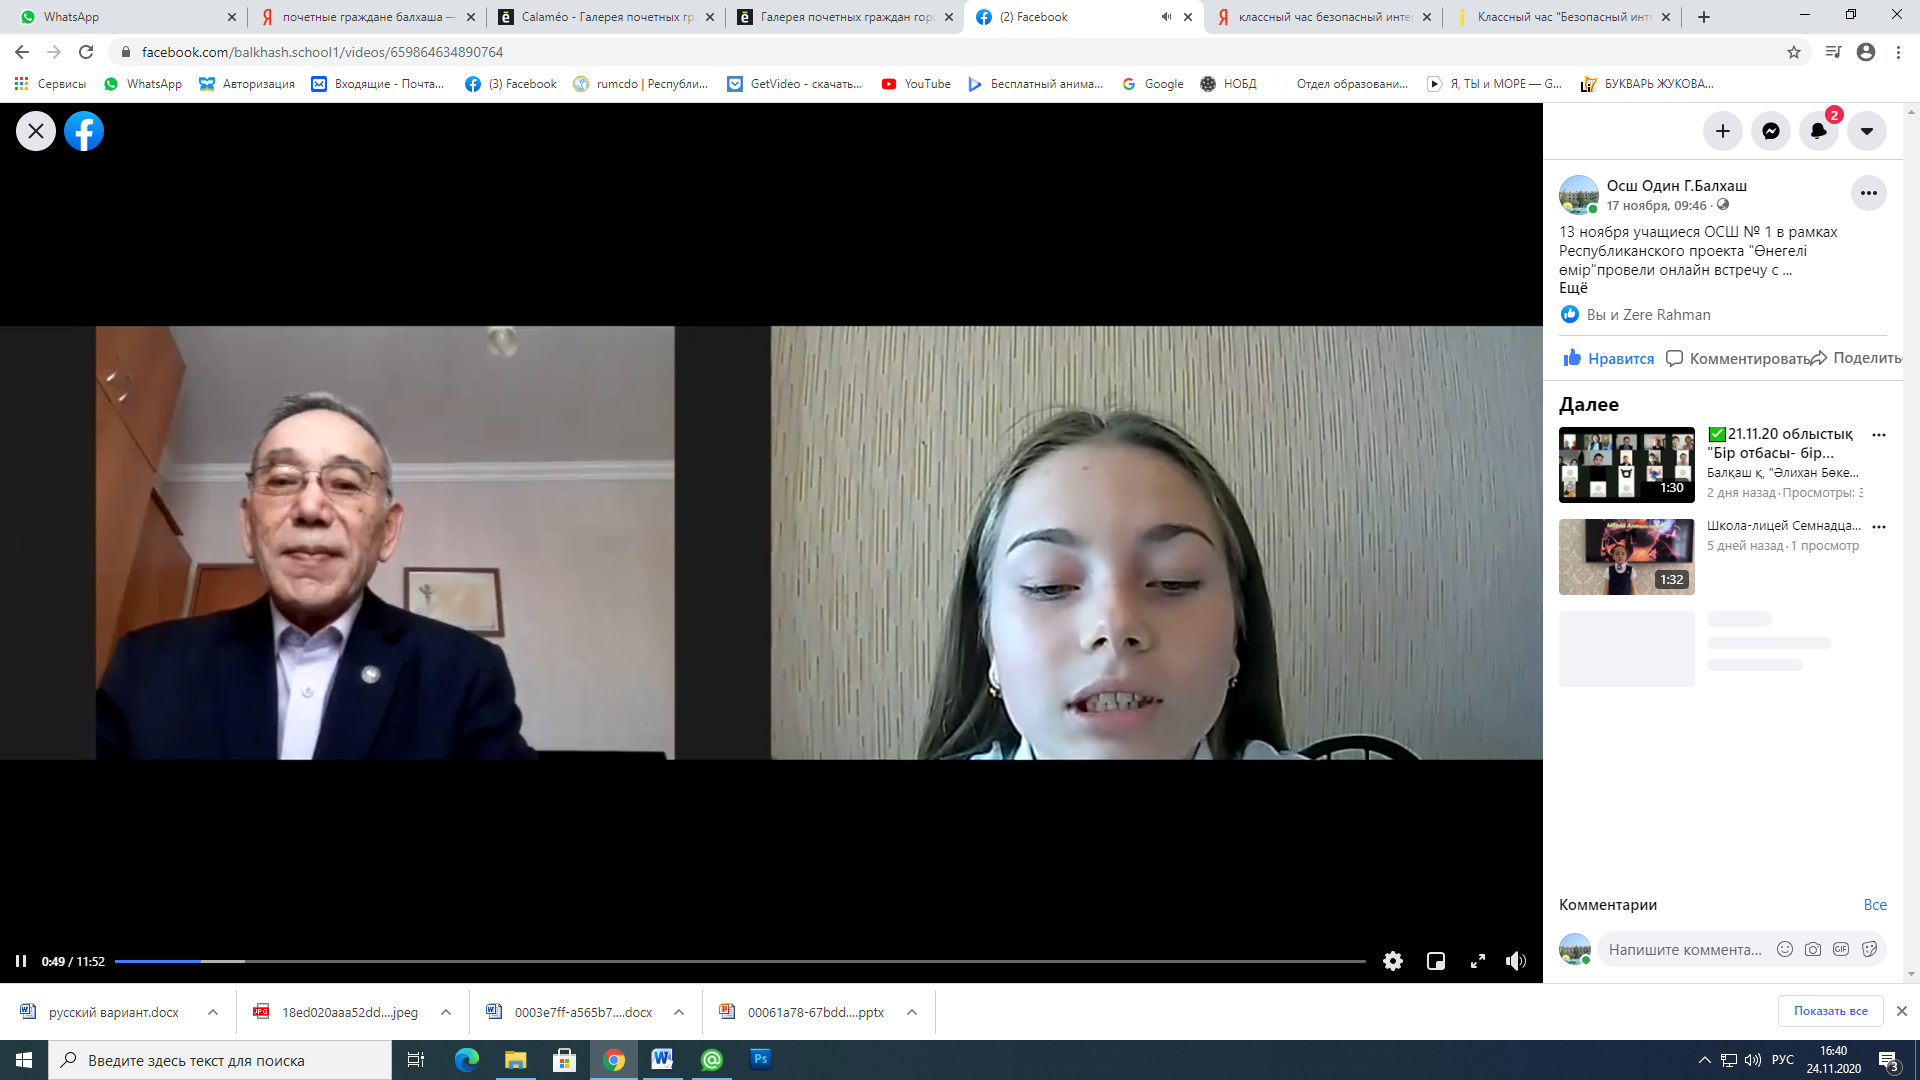 WhatsApp
почетные граждане балхаша —
Calaméo - Галерея почетных гр
Галерея почетных граждан горо
(2) Facebook
классный час безопасный интер
Классный час "Безопасный инте
facebook.com/balkhash.school1/videos/659864634890764
Сервисы
WhatsApp
Авторизация
Входящие - Почта...
(3) Facebook
rumcdo | Республи...
GetVideo - скачать...
YouTube
Бесплатный анима...
Google
НОБД
Отдел образовани...
Я, ТЫ и МОРЕ — G...
БУКВАРЬ ЖУКОВА...
2
Осш Один Г.Балхаш
17 ноября, 09:46 ·
13 ноября учащиеся ОСШ № 1 в рамках
Республиканского проекта "Өнегелі
өмір"провели онлайн встречу с ...
Ещё
Вы и Zere Rahman
Нравится
Комментировать
Поделить
Далее
21.11.20 облыстық
"Бір отбасы- бір...
Балқаш қ, "Әлихан Бөке...
2 дня назад · Просмотры: 3
1:30
Школа-лицей Семнадца...
5 дней назад · 1 просмотр
1:32
Комментарии
Все
Напишите коммента...
GIF
0:49 / 11:52
русский вариант.docx
18ed020aaa52dd....jpeg
0003e7ff-a565b7....docx
00061a78-67bdd....pptx
Показать все
Введите здесь текст для поиска
Ps
РУС
16:40
24.11.2020
3